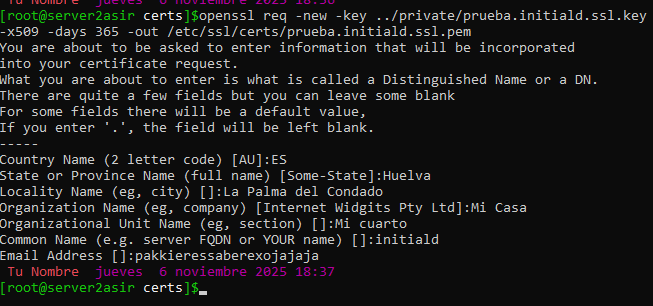 Tu Nombre jueves 6 noviembre 2025 18:36
[root@server2asir certs]$openssl req -new -key ../private/prueba.initiald.ssl.key
-x509 -days 365 -out /etc/ssl/certs/prueba.initiald.ssl.pem
You are about to be asked to enter information that will be incorporated
into your certificate request.
What you are about to enter is what is called a Distinguished Name or a DN.
There are quite a few fields but you can leave some blank
For some fields there will be a default value,
If you enter '.', the field will be left blank.
-----
Country Name (2 letter code) [AU]:ES
State or Province Name (full name) [Some-State]:Huelva
Locality Name (eg, city) []:La Palma del Condado
Organization Name (eg, company) [Internet Widgits Pty Ltd]:Mi Casa
Organizational Unit Name (eg, section) []:Mi cuarto
Common Name (e.g. server FQDN or YOUR name) []:initiald
Email Address []:pakkieressaberexojajaja
Tu Nombre jueves 6 noviembre 2025 18:37
[root@server2asir certs]$